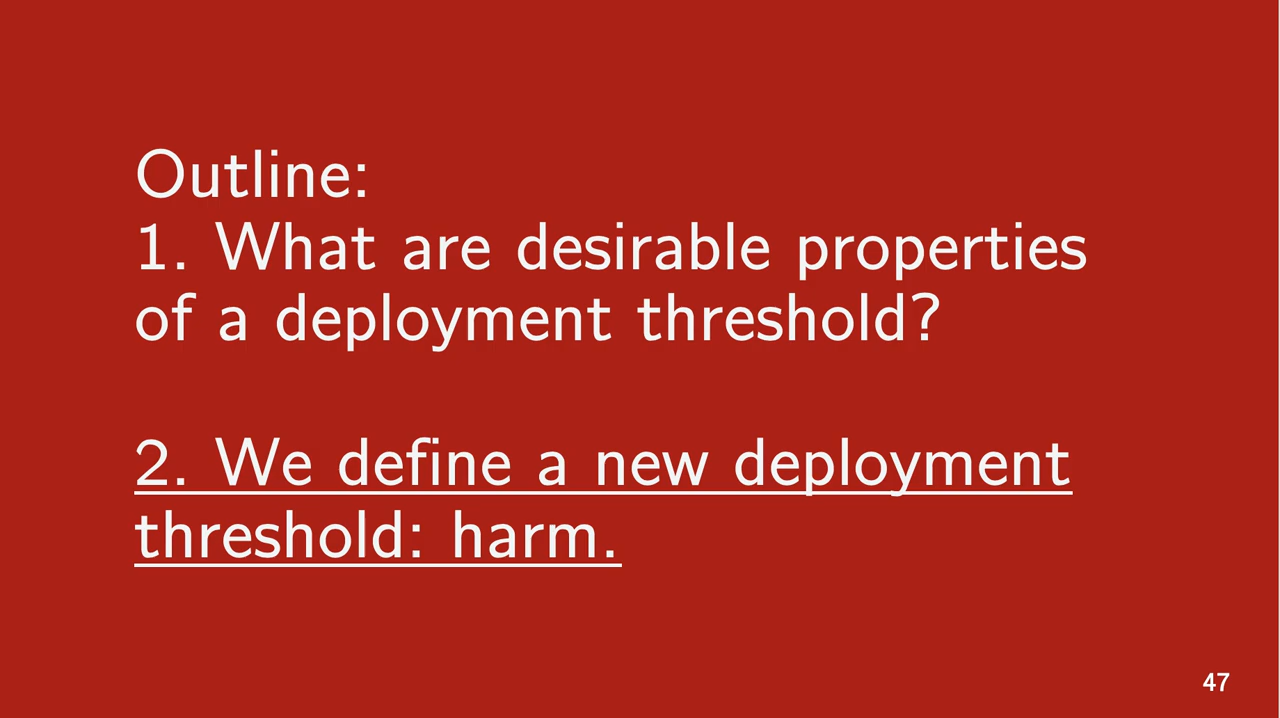 Outline:
1. What are desirable properties
of a deployment threshold?
2. We define a new deployment
threshold: harm.
47